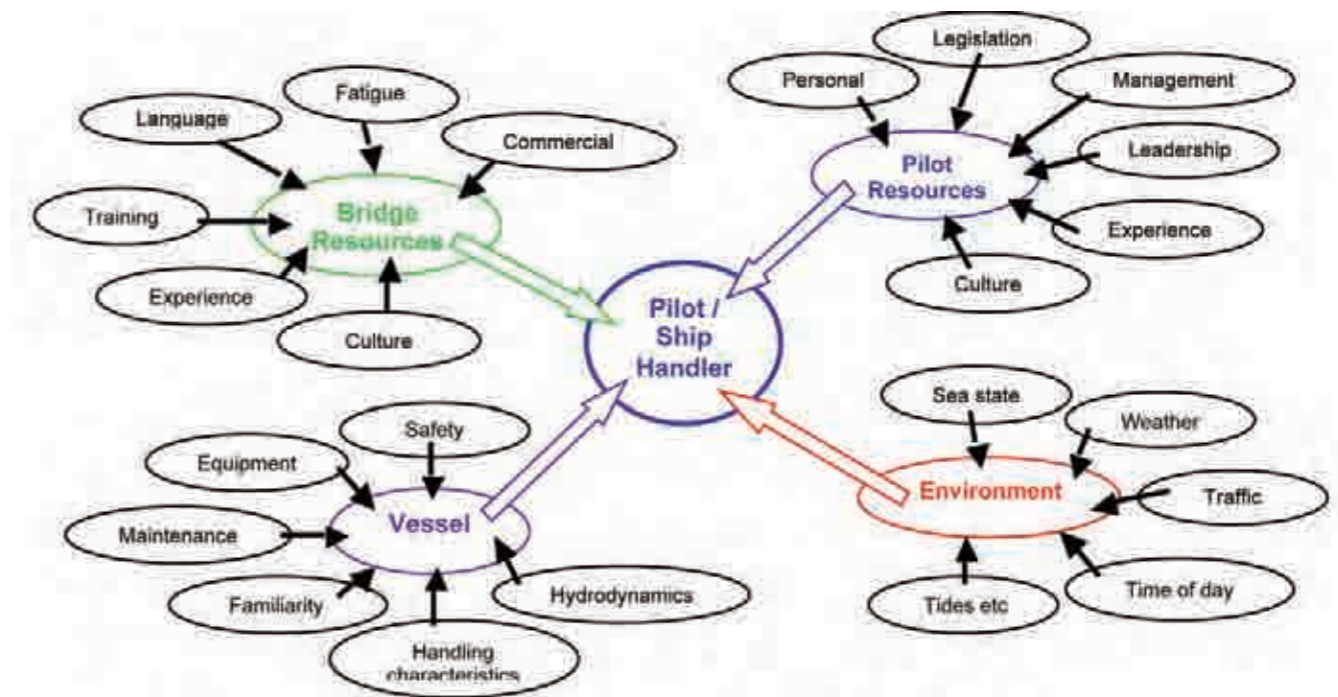 Legislation
Personal
Management
Fatigue
Language
Commercial
Leadership
Pilot
Resources
Training
Bridge
Resources
Experience
Experience
Culture
Culture
Pilot /
Ship
Handler
Sea state
Weather
Safety
Equipment
Environment
Traffic
Vessel
Maintenance
Hydrodynamics
Time of day
Familiarity
Tides etc
Handling
characteristics